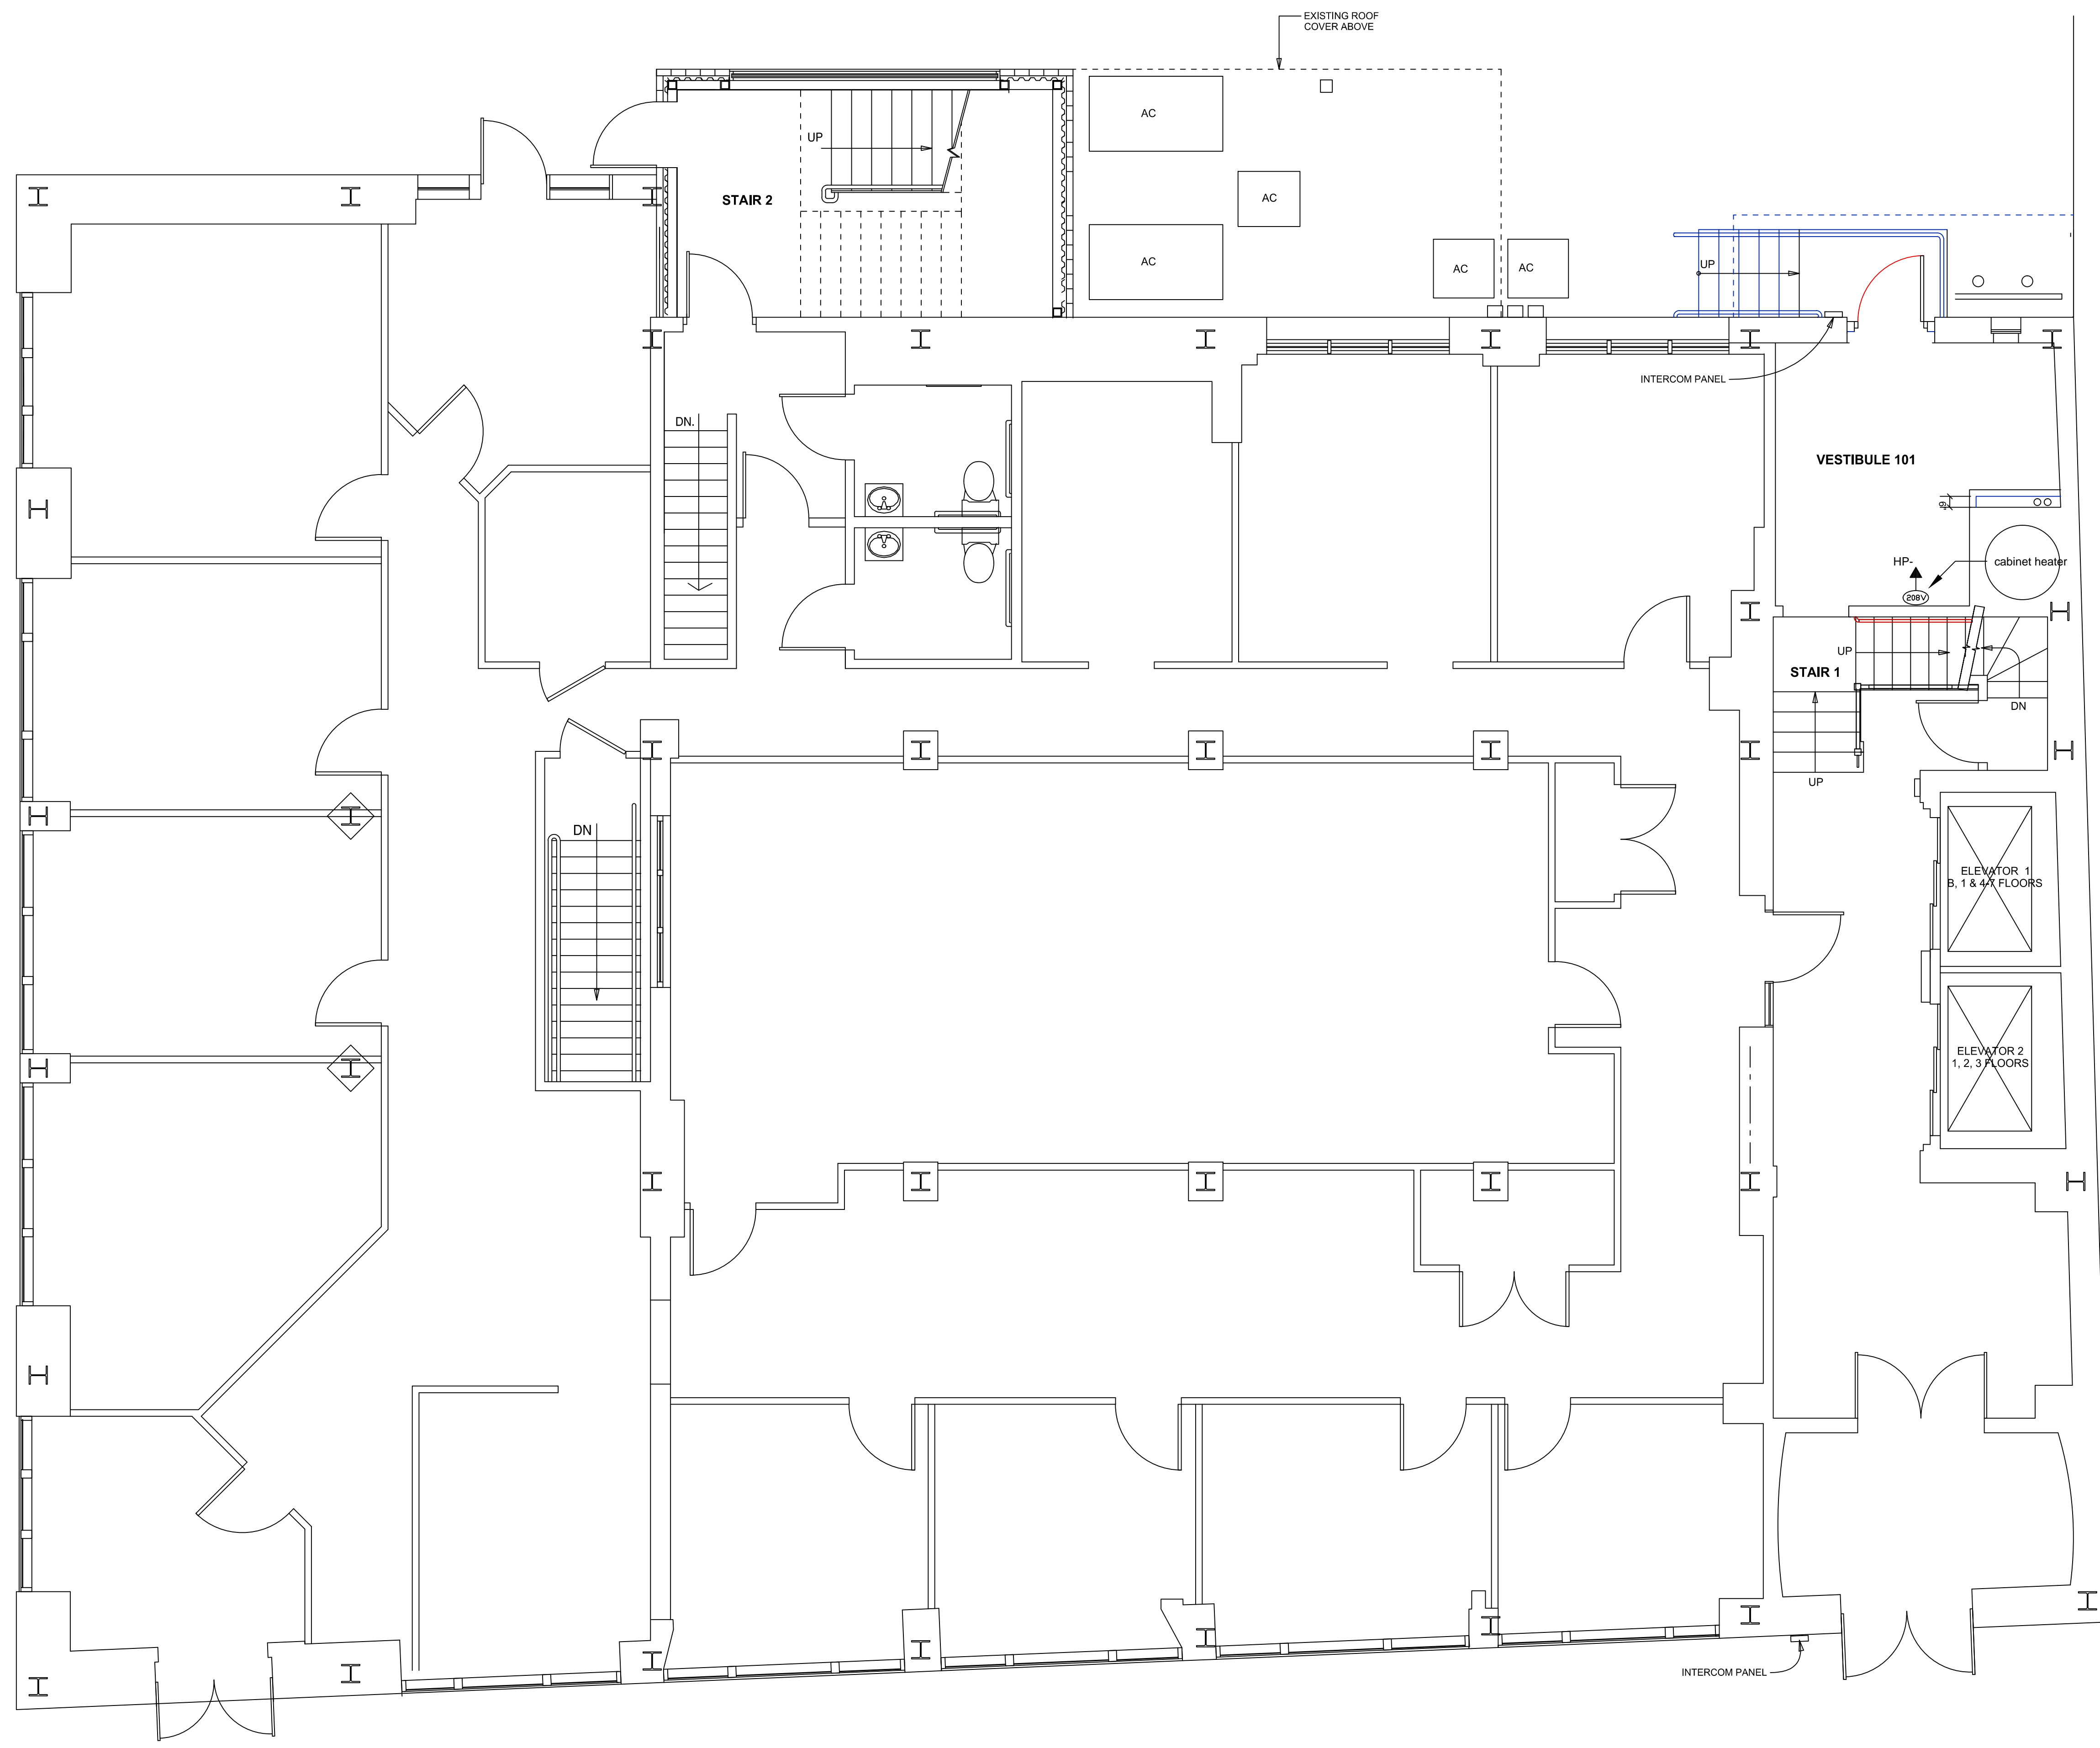 EXISTING ROOF
COVER ABOVE
AC
UP
STAIR 2
AC
AC
AC
AC
UP
INTERCOM PANEL
DN.
VESTIBULE 101
6"
HP-
cabinet heater
208V
UP
STAIR 1
DN
UP
DN
ELEVATOR 1
B, 1 & 4-7 FLOORS
ELEVATOR 2
1, 2, 3 FLOORS
INTERCOM PANEL